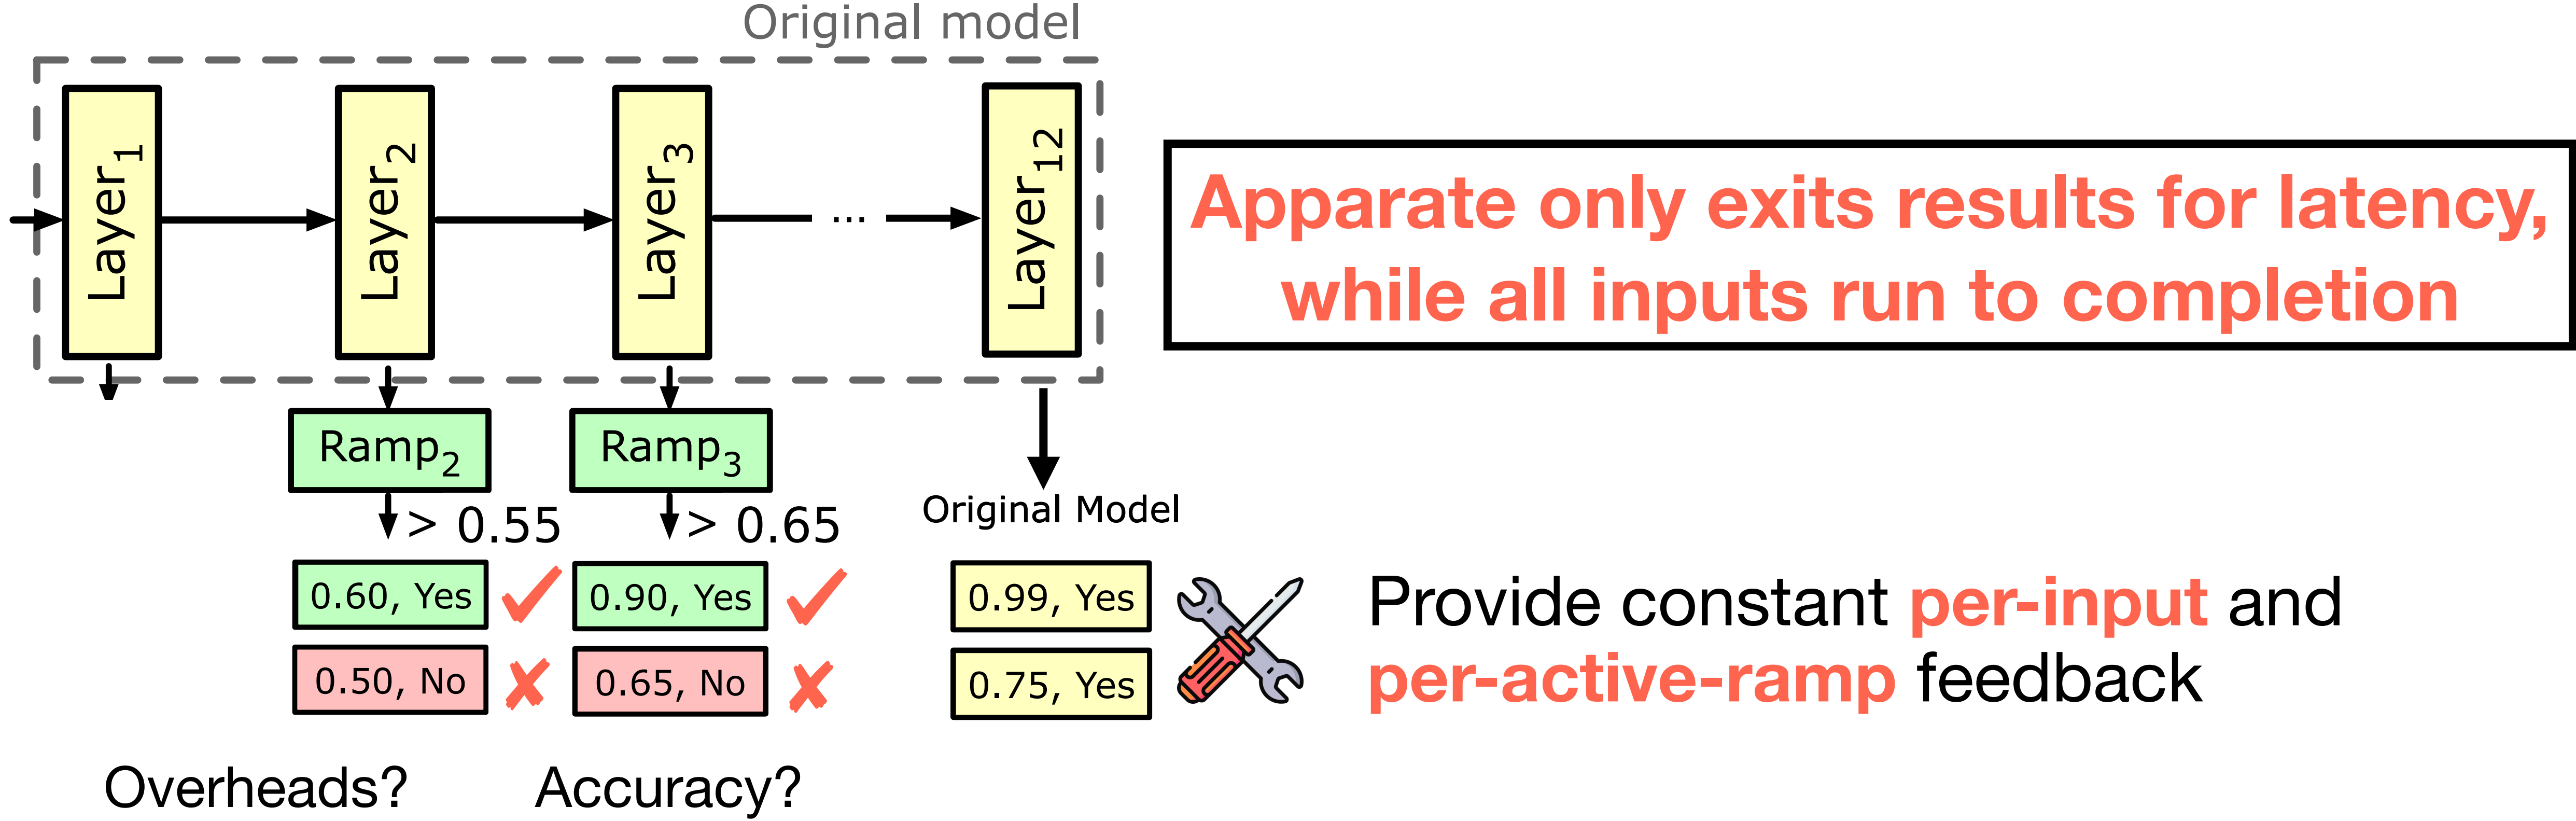 Original model
Layer1
Layer2
Layer3
...
Layer12
Apparate only exits results for latency,
while all inputs run to completion
Ramp2
Ramp3
> 0.55
> 0.65
Original Model
0.60, Yes
0.90, Yes
0.99, Yes
0.50, No
0.65, No
0.75, Yes
Provide constant per-input and
per-active-ramp feedback
Overheads?
Accuracy?